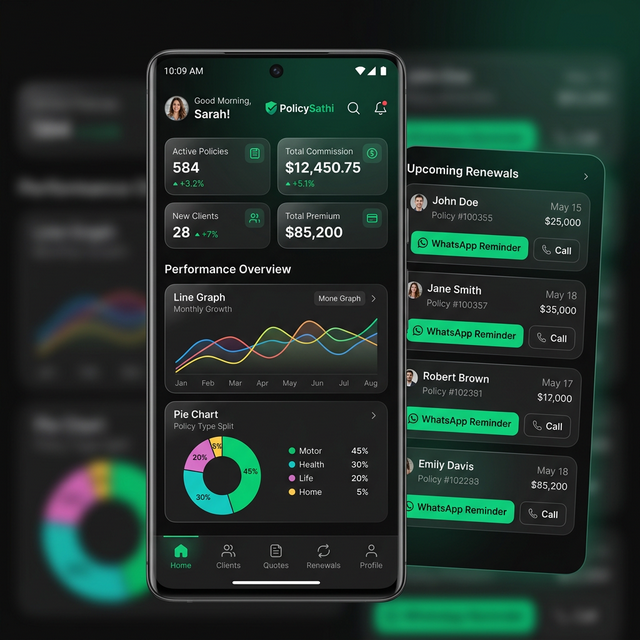 10:09 AM
Good Morning,
Sarah!
PolicySathi
Active Policies
584
+3.2%
Total Commission
$12,450.75
+5.1%
New Clients
28 +7%
Total Premium
$85,200
Performance Overview
Line Graph
Mone Graph
Monthly Growth
Jan Feb Mar Apr May Jun Jul Aug
Pie Chart
Policy Type Split
5%
20%
45%
30%
Motor 45%
Health 30%
Life 20%
Home 5%
Home Clients Quotes Renewals Profile
Upcoming Renewals
John Doe
May 15
Policy #100355
$25,000
WhatsApp Reminder
Call
Jane Smith
May 18
Policy #100357
$35,000
WhatsApp Reminder
Call
Robert Brown
May 17
Policy #102381
$12,000
WhatsApp Reminder
Call
Emily Davis
May 18
Policy #102293
$85,200
WhatsApp Reminder
Call